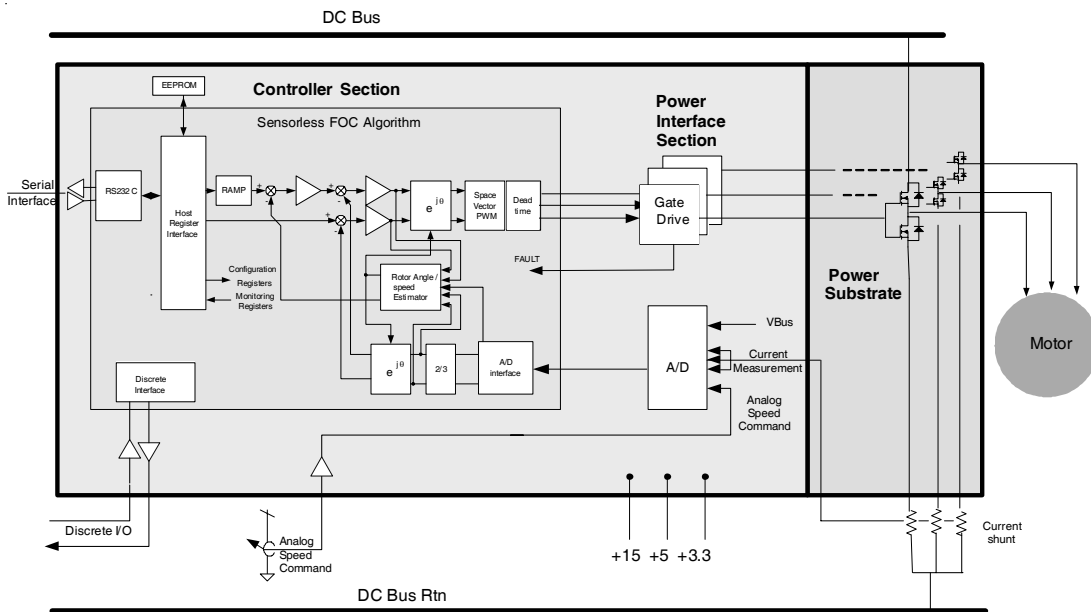 DC Bus
EEPROM
Controller Section
Sensorless FOC Algorithm
Power
Interface
Section
Serial
Interface
RS232C
Host
Register
Interface
RAMP
+
-
+
-
+
-
e jθ
Space
Vector
PWM
Dead
time
Gate
Drive
FAULT
Configuration
Registers
Monitoring
Registers
Rotor Angle /
speed
Estimator
Power
Substrate
Motor
e jθ
2/3
A/D
interface
A/D
VBus
Current
Measurement
Analog
Speed
Command
Discrete
Interface
Discrete I/O
Analog
Speed
Command
+15
+5
+3.3
Current
shunt
DC Bus Rtn